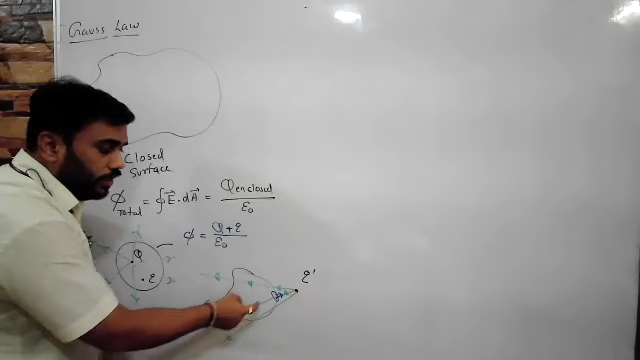 Gauss Law
Closed
Surface
ϕTotal = ∮E⃗·dA⃗ = Qenclosed/ε₀
ϕ = (Q+q)/ε₀
Q
q
q'